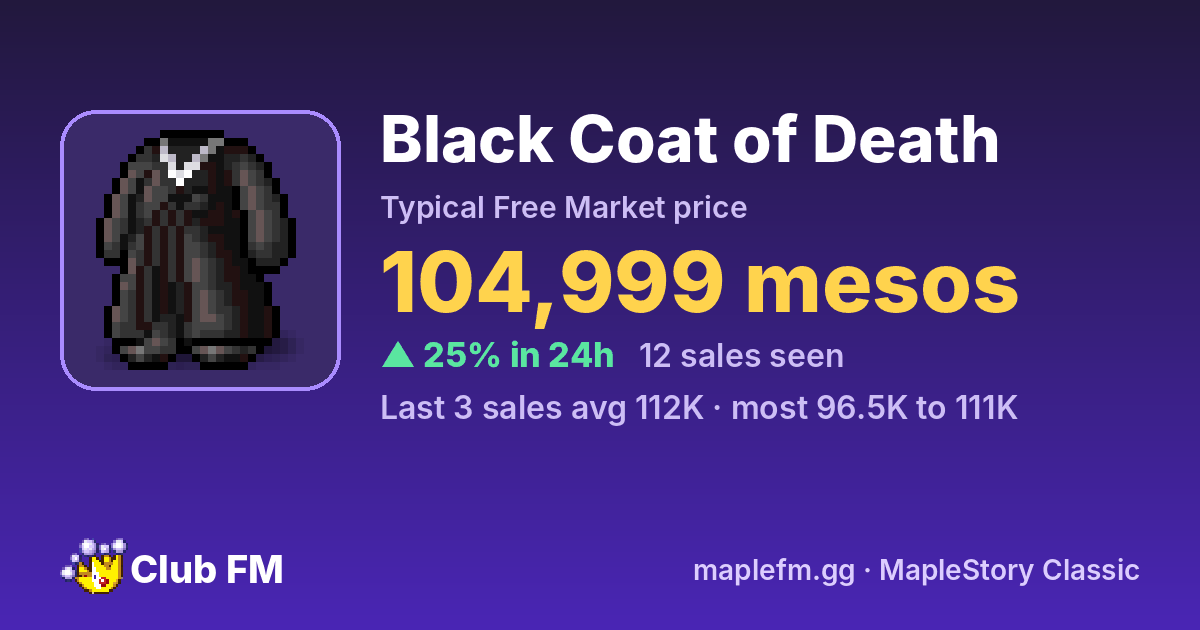 Black Coat of Death
Typical Free Market price
104,999 mesos
▲ 25% in 24h 12 sales seen
Last 3 sales avg 112K · most 96.5K to 111K
Club FM
maplefm.gg · MapleStory Classic